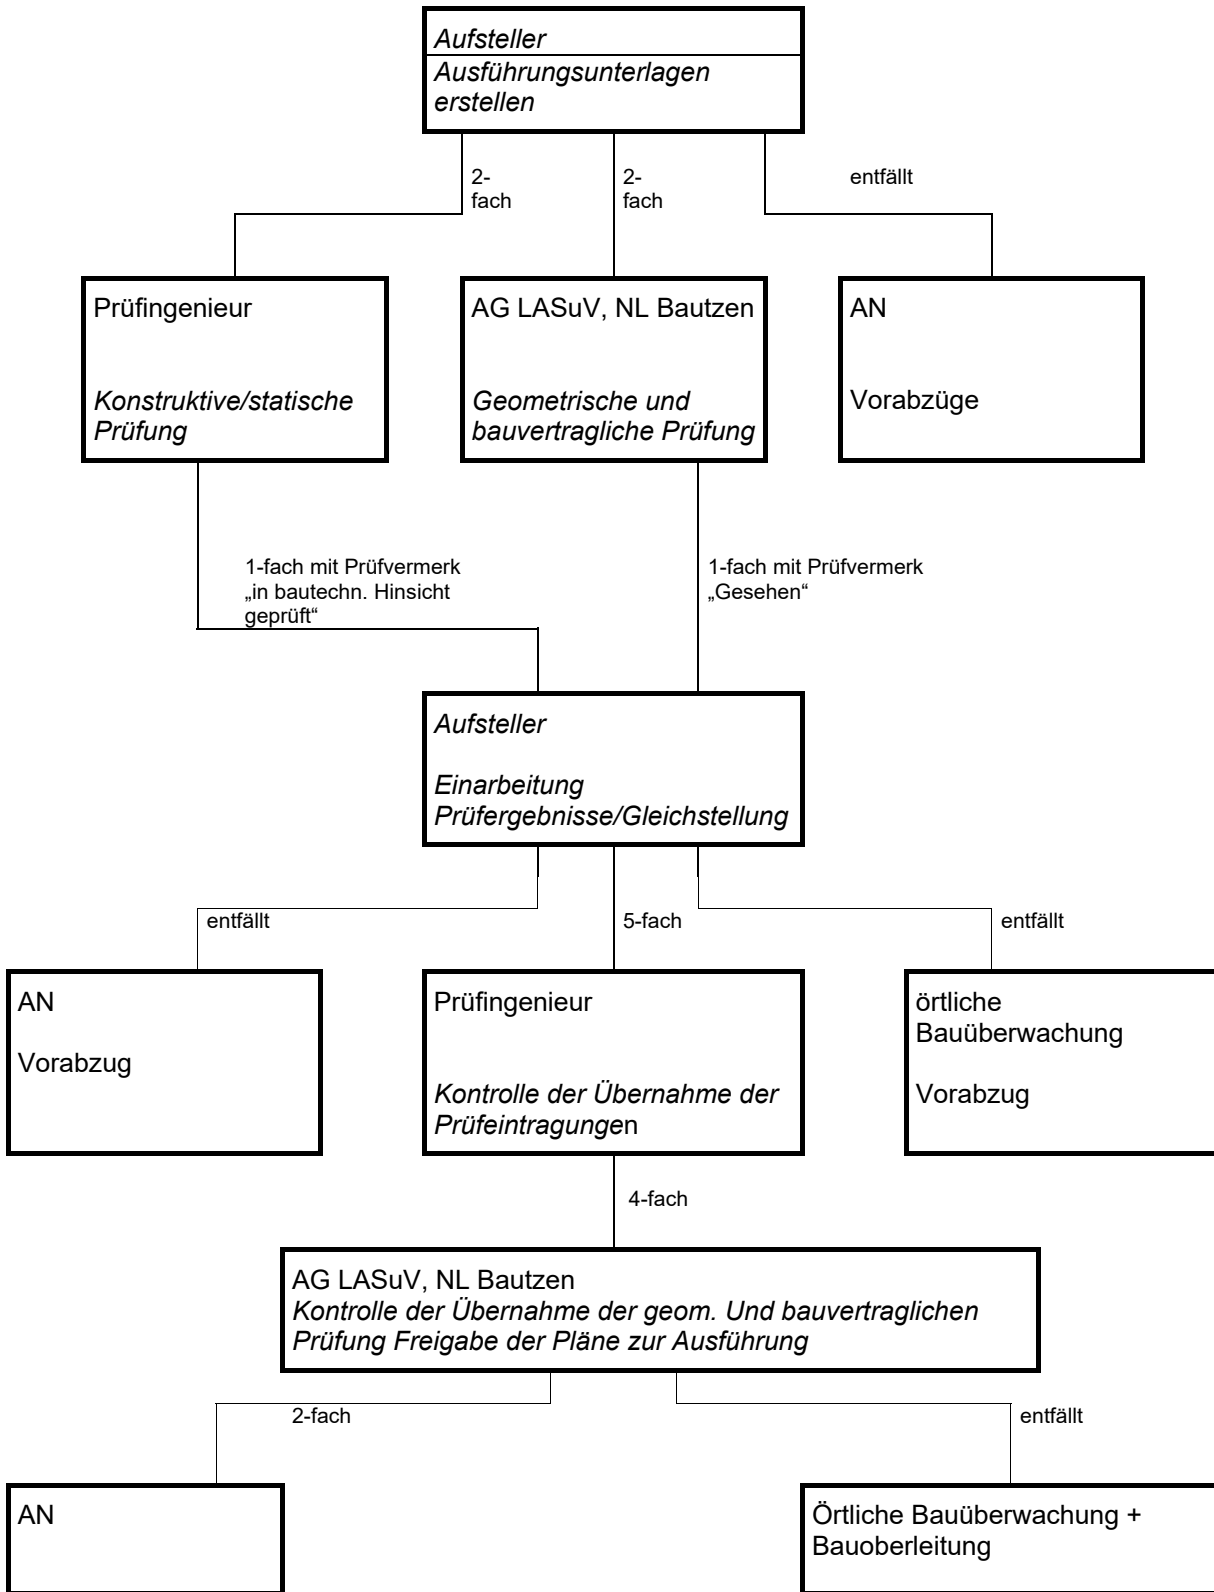 Aufsteller
Ausführungsunterlagen
erstellen
2-
fach
2-
fach
entfällt
Prüfingenieur
Konstruktive/statische
Prüfung
AG LASuV, NL Bautzen
Geometrische und
bauvertragliche Prüfung
AN
Vorabzüge
1-fach mit Prüfvermerk
„in bautechn. Hinsicht
geprüft“
1-fach mit Prüfvermerk
„Gesehen“
Aufsteller
Einarbeitung
Prüfergebnisse/Gleichstellung
entfällt
5-fach
entfällt
AN
Vorabzug
Prüfingenieur
Kontrolle der Übernahme der
Prüfeintragungen
örtliche
Bauüberwachung
Vorabzug
4-fach
AG LASuV, NL Bautzen
Kontrolle der Übernahme der geom. Und bauvertraglichen
Prüfung Freigabe der Pläne zur Ausführung
2-fach
entfällt
AN
Örtliche Bauüberwachung +
Bauoberleitung